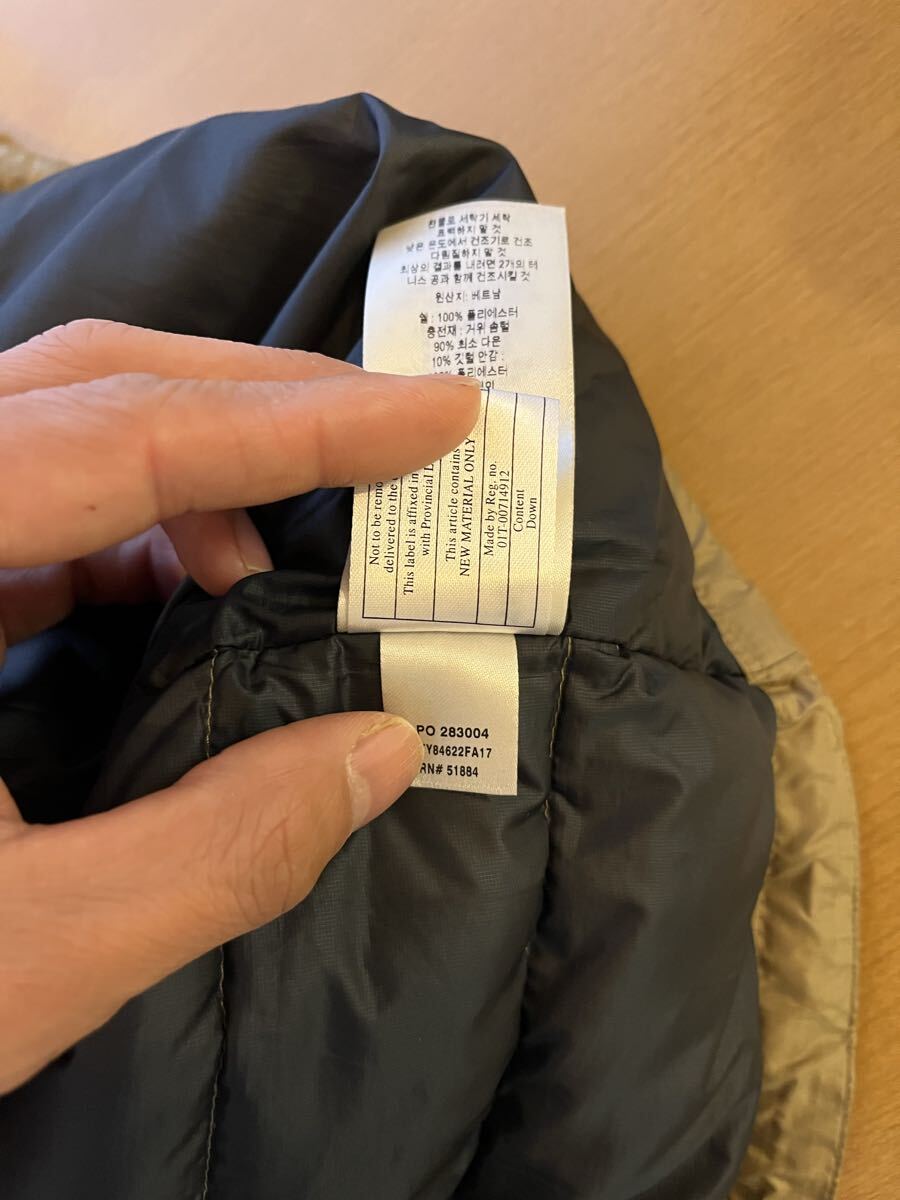 찬물로 세탁기 세탁
표백하지 말 것
낮은 온도에서 건조기로 건조
다림질하지 말 것
최상의 결과를 내려면 2개의 테
니스 공과 함께 건조시킬 것
원산지: 베트남
쉘 : 100% 폴리에스터
충전재 : 거위 솜털
90% 최소 다운
10% 깃털 안감 :
폴리에스터
Not to be remo
delivered to the
This label is affixed in
with Provincial L
This article contains
NEW MATERIAL ONLY
Made by Reg. no.
01T-00714912
Content
Down
PO 283004
TY84622FA17
RN# 51884